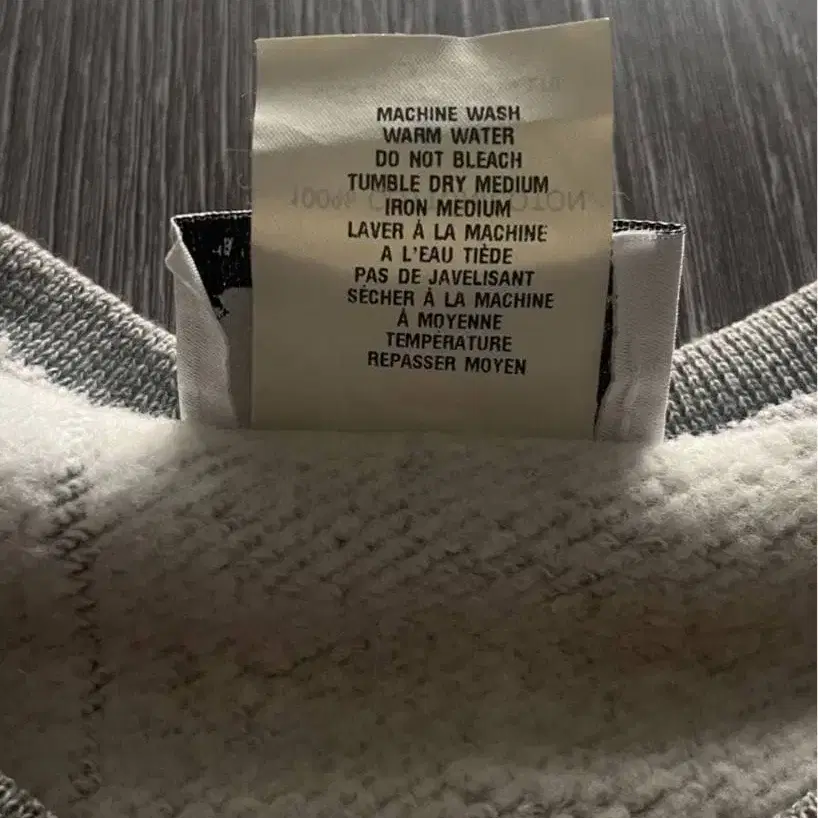 MACHINE WASH
WARM WATER
DO NOT BLEACH
TUMBLE DRY MEDIUM
IRON MEDIUM
LAVER À LA MACHINE
A L'EAU TIÈDE
PAS DE JAVELISANT
SÉCHER Á LA MACHINE
Á MOYENNE
TEMPÉRATURE
REPASSER MOYEN